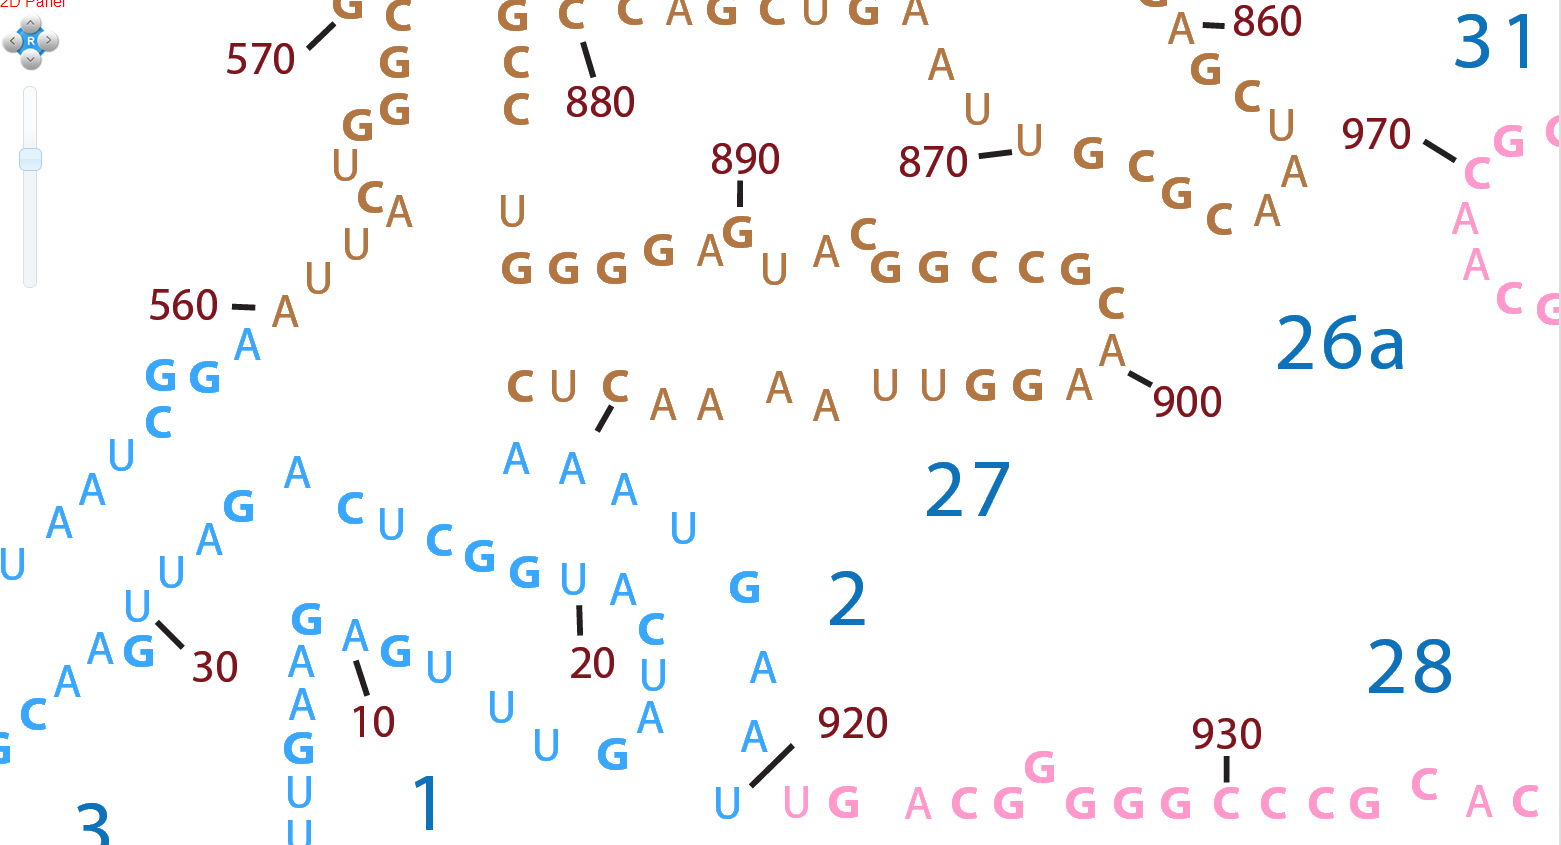 2D Panel
G C G C C A G C U G A G
570 C G G C C 880
A 860 31
A G C U A A
U 870 U G C G C
970 C G G
A A C G
R
G U C A U U
U
890
G G G G A G U A C G G C C G
C A 900
26a
560 A
A
G G
C
U A A U
C U C A A A A U U G G A
27
A A A U G A A U
A C U C G G U A C U A
20
G A U U 30
G A A C G
G A G U U U G
10
A A G U U
2
28
920
930
U G A C G G G G G C C C G C A C
3 1